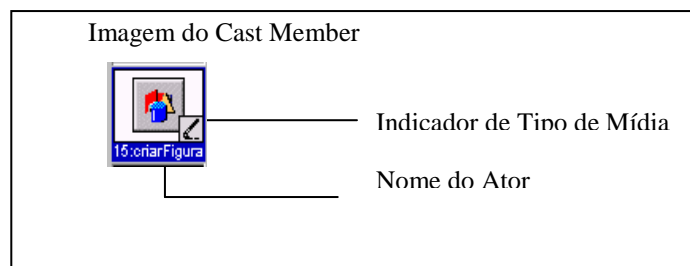 Imagem do Cast Member
Indicador de Tipo de Mídia
15:criarFigura
Nome do Ator